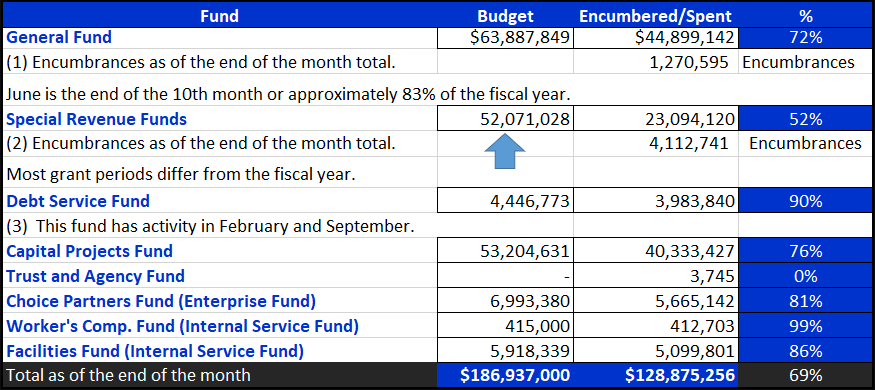 Fund Budget Encumbered/Spent %
General Fund $63,887,849 $44,899,142 72%
(1) Encumbrances as of the end of the month total. 1,270,595 Encumbrances
June is the end of the 10th month or approximately 83% of the fiscal year.
Special Revenue Funds 52,071,028 23,094,120 52%
(2) Encumbrances as of the end of the month total. 4,112,741 Encumbrances
Most grant periods differ from the fiscal year.
Debt Service Fund 4,446,773 3,983,840 90%
(3) This fund has activity in February and September.
Capital Projects Fund 53,204,631 40,333,427 76%
Trust and Agency Fund - 3,745 0%
Choice Partners Fund (Enterprise Fund) 6,993,380 5,665,142 81%
Worker's Comp. Fund (Internal Service Fund) 415,000 412,703 99%
Facilities Fund (Internal Service Fund) 5,918,339 5,099,801 86%
Total as of the end of the month $186,937,000 $128,875,256 69%